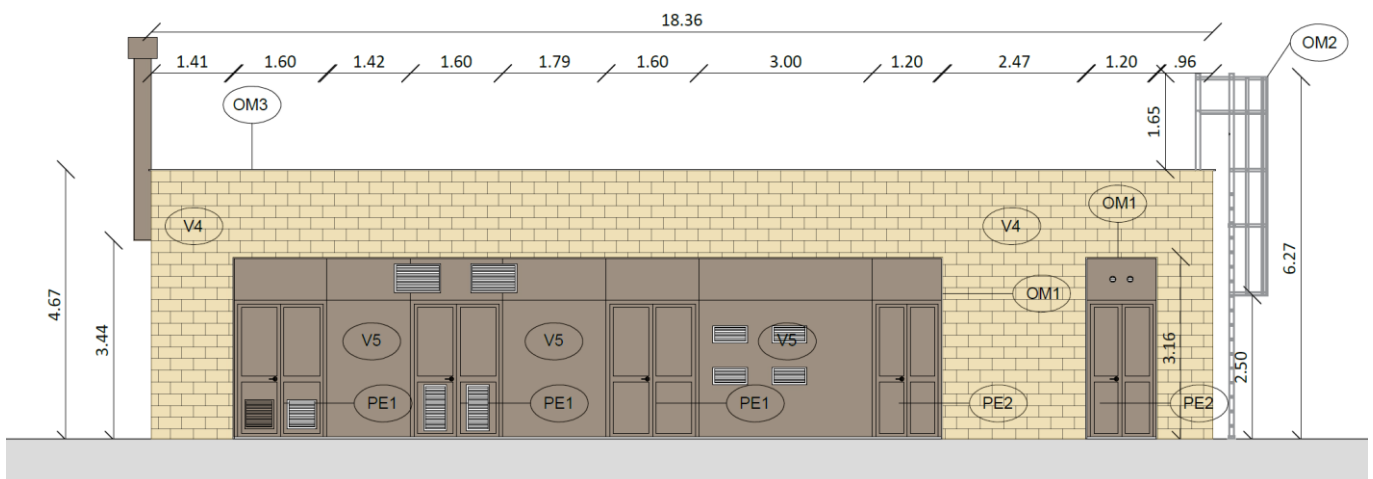 18.36
OM2
1.41 1.60 1.42 1.60 1.79 1.60 3.00 1.20 2.47 1.20 .96
OM3
1.65
OM1
V4 V4
4.67
3.44
6.27
OM1
V5 V5 V5
3.16
2.50
PE1 PE1 PE1 PE2 PE2